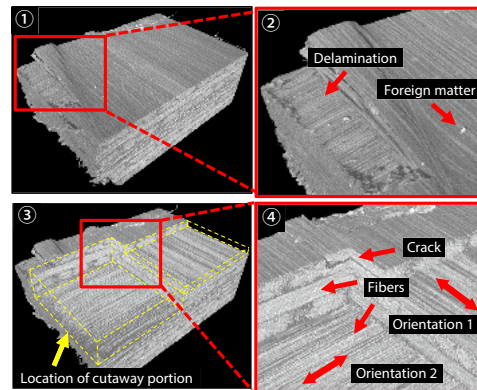 ①
②
Delamination
Foreign matter
③
Location of cutaway portion
④
Crack
Fibers
Orientation 1
Orientation 2